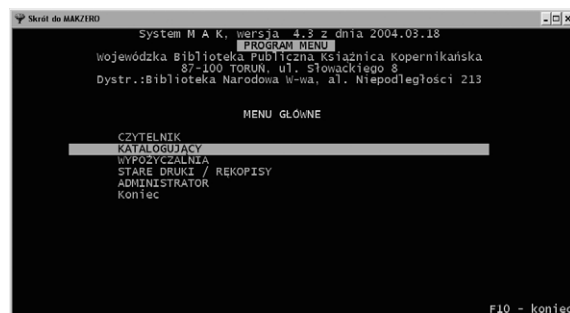 Skrót do MAKZERO
System M A K, wersja 4.3 z dnia 2004.03.18
PROGRAM MENU
Wojewódzka Biblioteka Publiczna Książnica Kopernikańska
87-100 TORUŃ, ul. Słowackiego 8
Dystr.:Biblioteka Narodowa W-wa, al. Niepodległości 213
MENU GŁÓWNE
CZYTELNIK
KATALOGUJĄCY
WYPOŻYCZALNIA
STARE DRUKI / RĘKOPISY
ADMINISTRATOR
Koniec
F10 - koniec